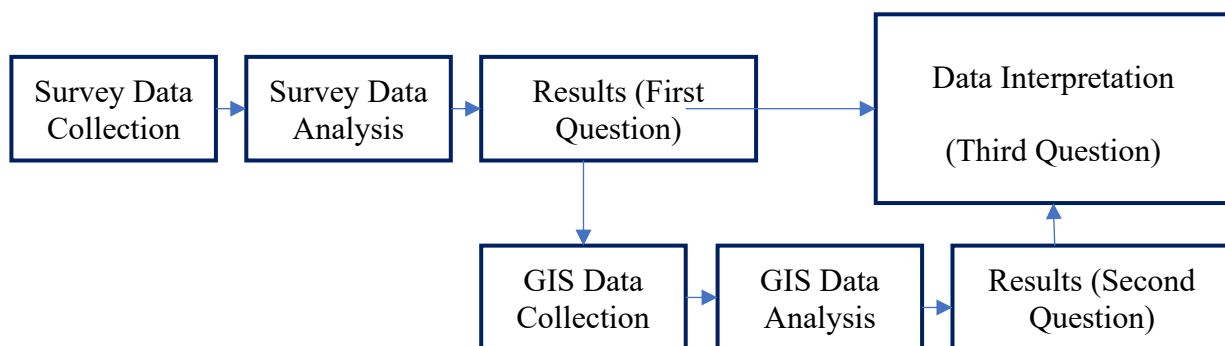 Survey Data
Collection
Survey Data
Analysis
Results (First
Question)
Data Interpretation
(Third Question)
GIS Data
Collection
GIS Data
Analysis
Results (Second
Question)